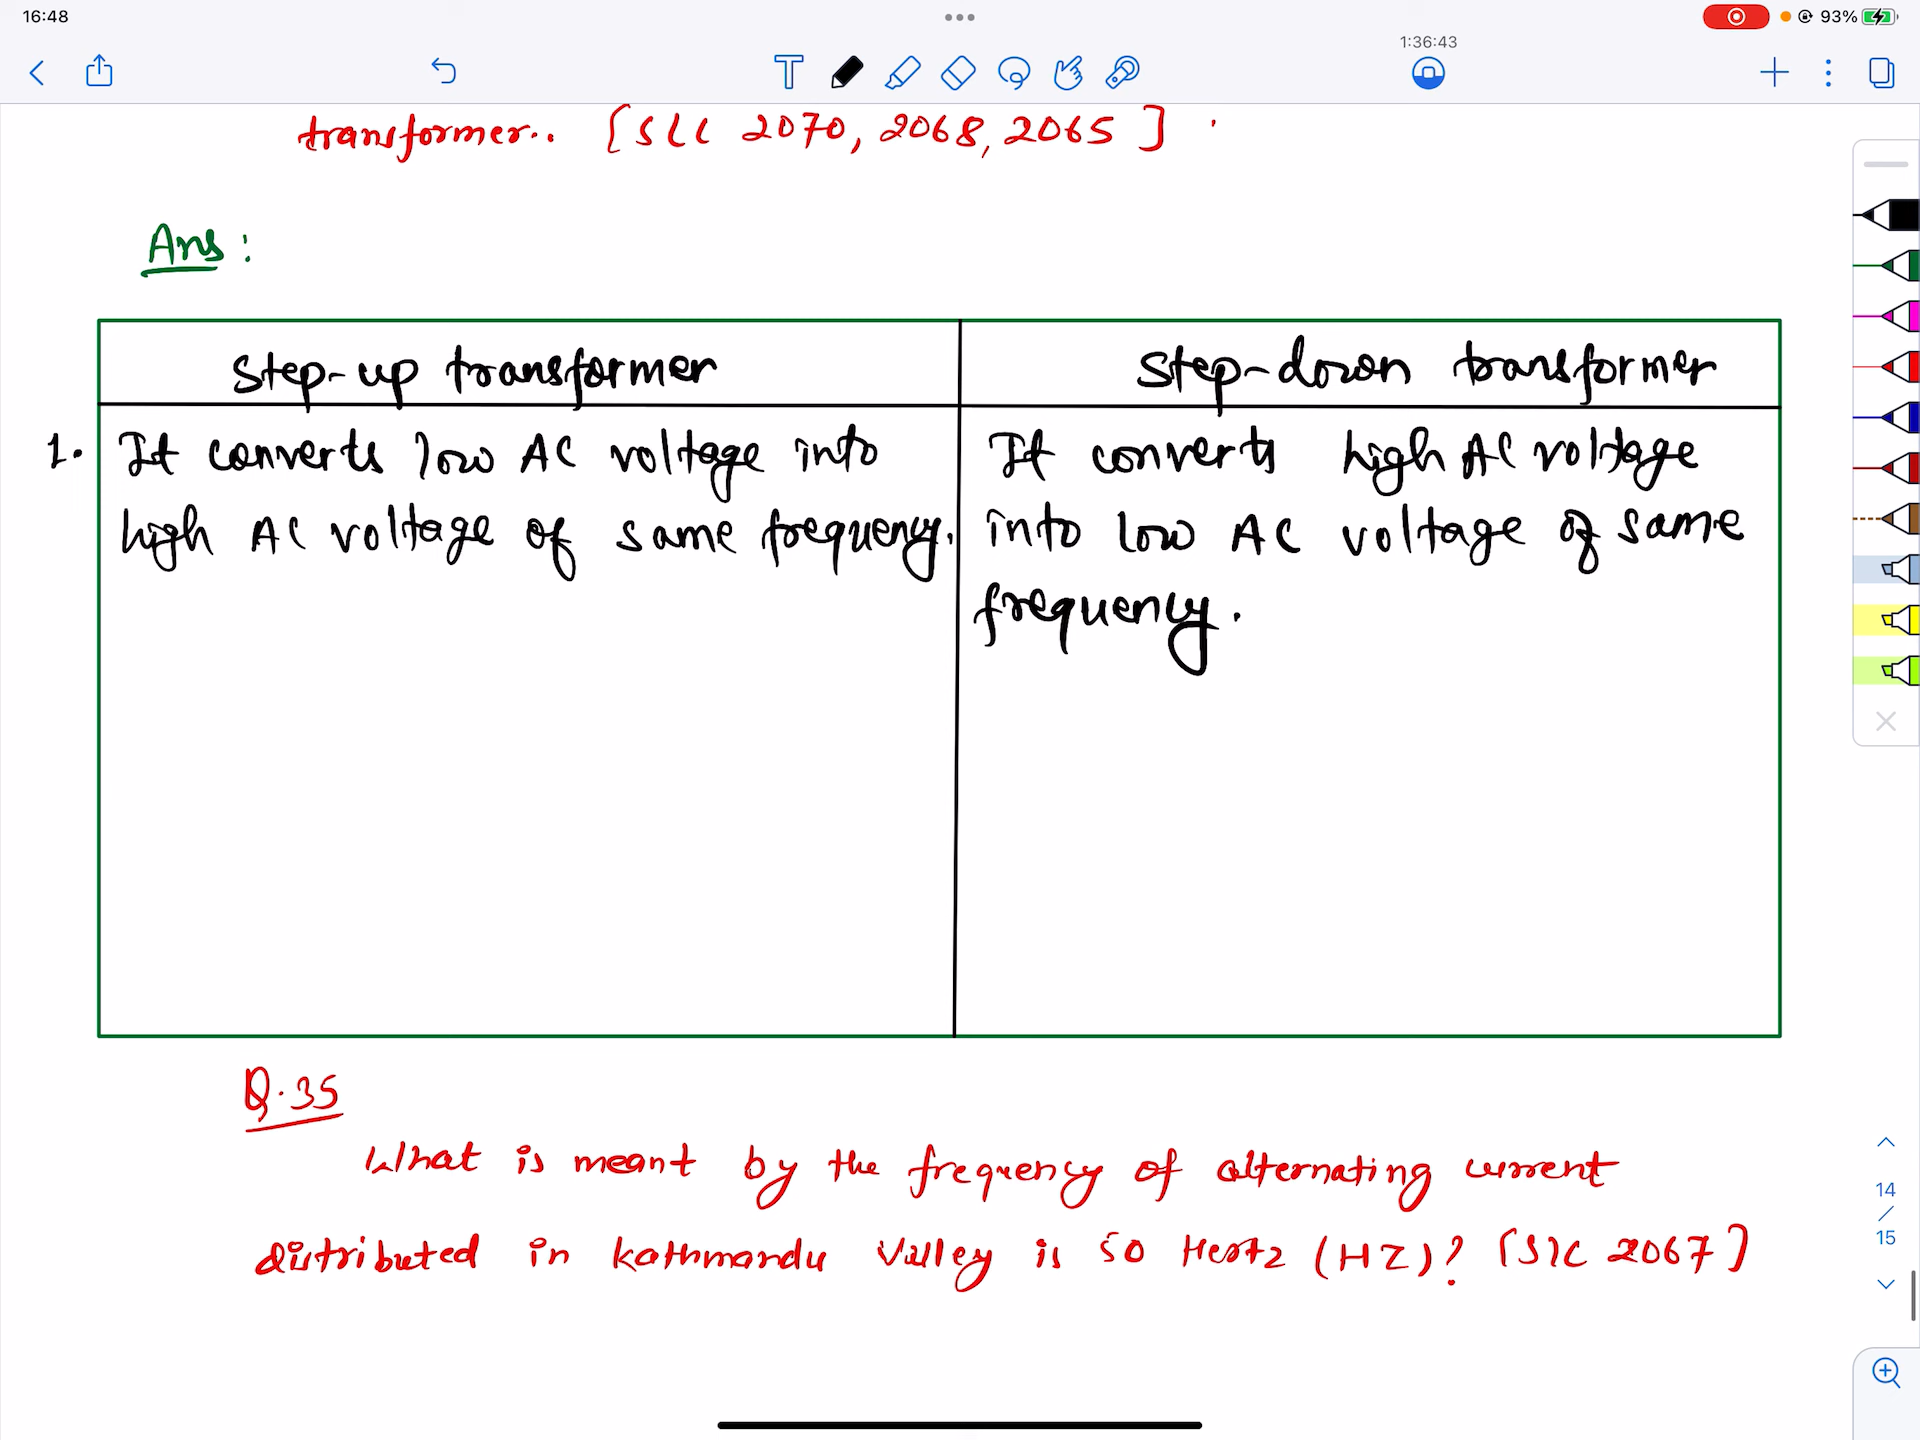 16:48
93%
1:36:43
transformer.. [SLC 2070, 2068, 2065]
Ans :
Step-up transformer
Step-down transformer
1. It converts low AC voltage into
high AC voltage of same frequency.
It converts high AC voltage
into low AC voltage of same
frequency.
Q.35
What is meant by the frequency of alternating current
distributed in Kathmandu Valley is 50 Hertz (HZ)? [SLC 2067]
14
/
15